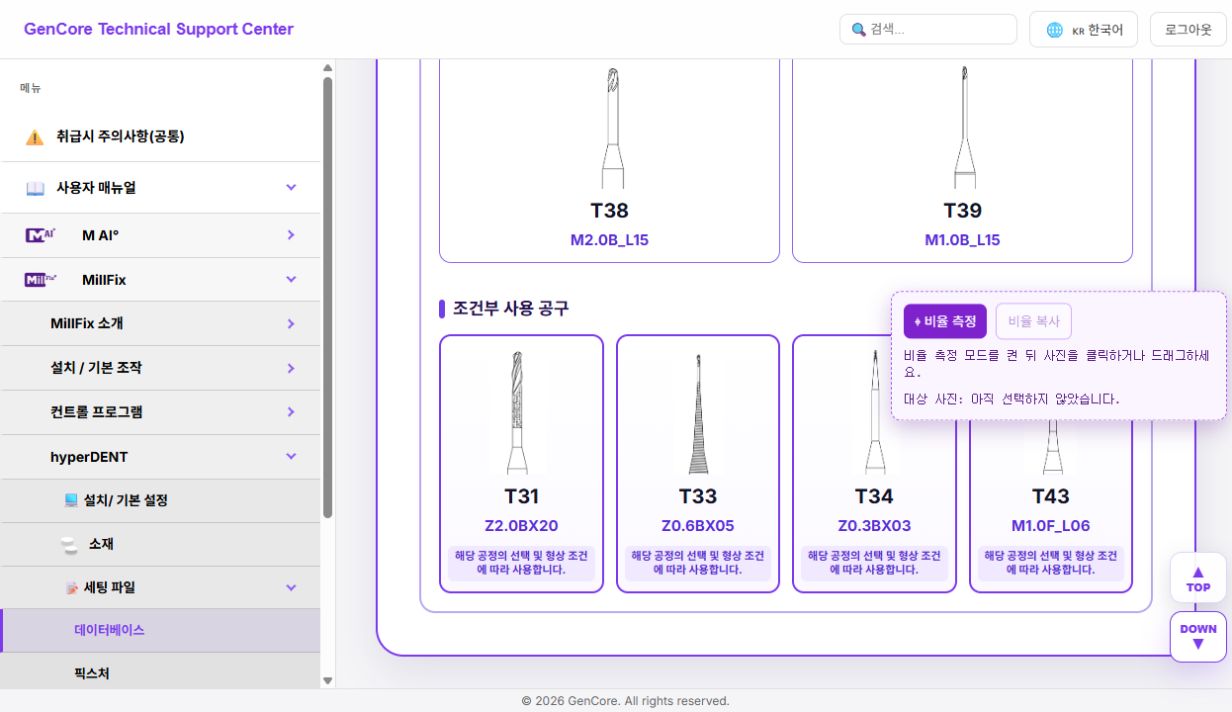 GenCore Technical Support Center
검색...
KR 한국어
로그아웃
메뉴
취급시 주의사항(공통)
사용자 매뉴얼
M AI°
M AI°
MillFix
MillFix 소개
설치 / 기본 조작
컨트롤 프로그램
hyperDENT
설치/ 기본 설정
소재
세팅 파일
데이터베이스
픽스처
T38
M2.0B_L15
T39
M1.0B_L15
조건부 사용 공구
비율 측정
비율 복사
비율 측정 모드를 켠 뒤 사진을 클릭하거나 드래그하세
요.
대상 사진: 아직 선택하지 않았습니다.
T31
Z2.0BX20
해당 공정의 선택 및 형상 조건
에 따라 사용합니다.
T33
Z0.6BX05
해당 공정의 선택 및 형상 조건
에 따라 사용합니다.
T34
Z0.3BX03
해당 공정의 선택 및 형상 조건
에 따라 사용합니다.
T43
M1.0F_L06
해당 공정의 선택 및 형상 조건
에 따라 사용합니다.
TOP
DOWN
© 2026 GenCore. All rights reserved.